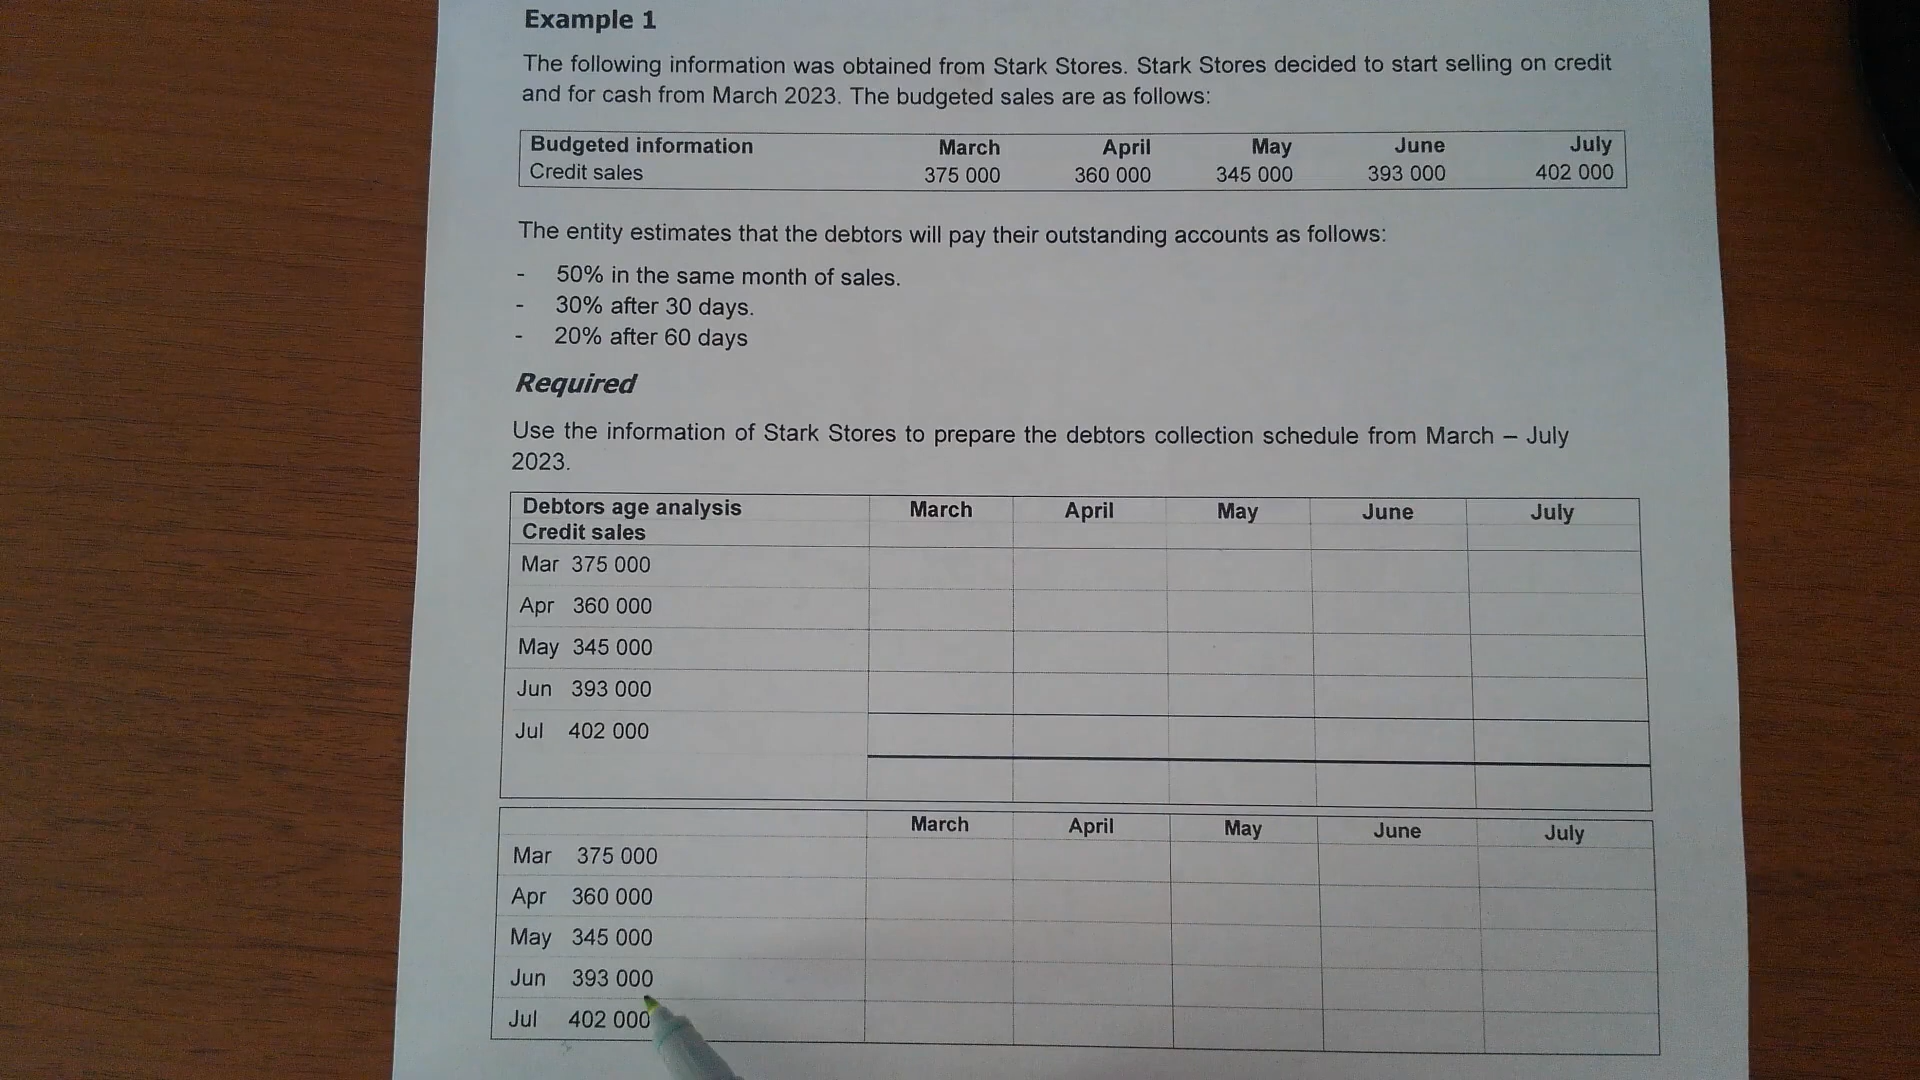 Example 1
The following information was obtained from Stark Stores. Stark Stores decided to start selling on credit
and for cash from March 2023. The budgeted sales are as follows:
Budgeted information March April May June July
Credit sales 375 000 360 000 345 000 393 000 402 000
The entity estimates that the debtors will pay their outstanding accounts as follows:
- 50% in the same month of sales.
- 30% after 30 days.
- 20% after 60 days
Required
Use the information of Stark Stores to prepare the debtors collection schedule from March – July
2023.
Debtors age analysis March April May June July
Credit sales
Mar 375 000
Apr 360 000
May 345 000
Jun 393 000
Jul 402 000
March April May June July
Mar 375 000
Apr 360 000
May 345 000
Jun 393 000
Jul 402 000